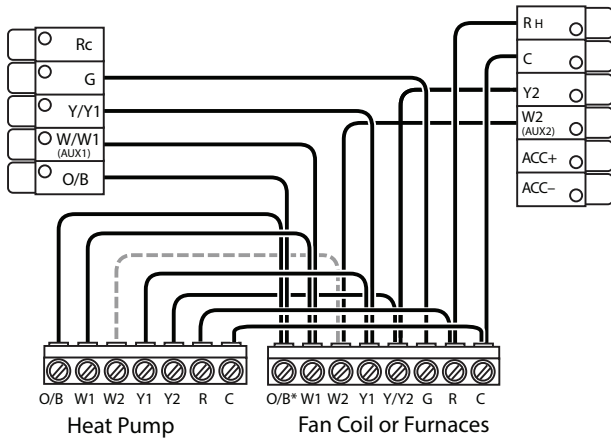 Rc
G
Y/Y1
W/W1
(AUX1)
O/B
RH
C
Y2
W2
(AUX2)
ACC+
ACC–
O/B W1 W2 Y1 Y2 R C
Heat Pump
O/B* W1 W2 Y1 Y/Y2 G R C
Fan Coil or Furnaces